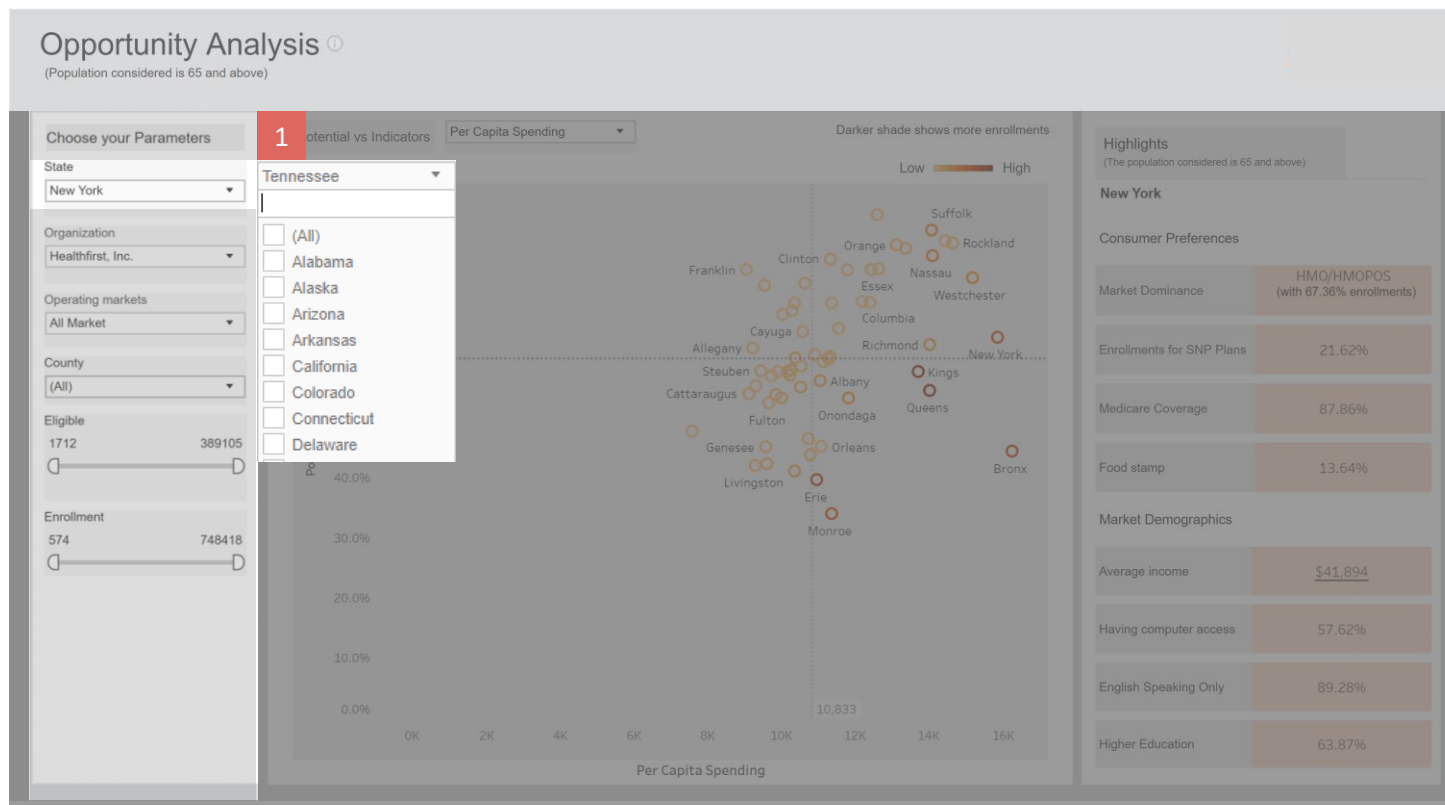 Opportunity Analysis
(Population considered is 65 and above)
Choose your Parameters
State
New York
Organization
Healthfirst, Inc.
Operating markets
All Market
County
(All)
Eligible
1712 389105
Enrollment
574 748418
1
otential vs Indicators
Per Capita Spending
Darker shade shows more enrollments
Low High
Tennessee
(All)
Alabama
Alaska
Arizona
Arkansas
California
Colorado
Connecticut
Delaware
Suffolk
Orange
Rockland
Clinton
Franklin
Nassau
Essex
Westchester
Columbia
Cayuga
Richmond
Allegany
New York
Steuben
Kings
Albany
Cattaraugus
Queens
Onondaga
Fulton
Genesee
Orleans
Bronx
Livingston
Erie
Monroe
Po
40.0%
30.0%
20.0%
10.0%
0.0%
10,833
0K 2K 4K 6K 8K 10K 12K 14K 16K
Per Capita Spending
Highlights
(The population considered is 65 and above)
New York
Consumer Preferences
Market Dominance
HMO/HMOPOS
(with 67.36% enrollments)
Enrollments for SNP Plans 21.62%
Medicare Coverage 87.86%
Food stamp 13.64%
Market Demographics
Average income $41,894
Having computer access 57.62%
English Speaking Only 89.28%
Higher Education 63.87%